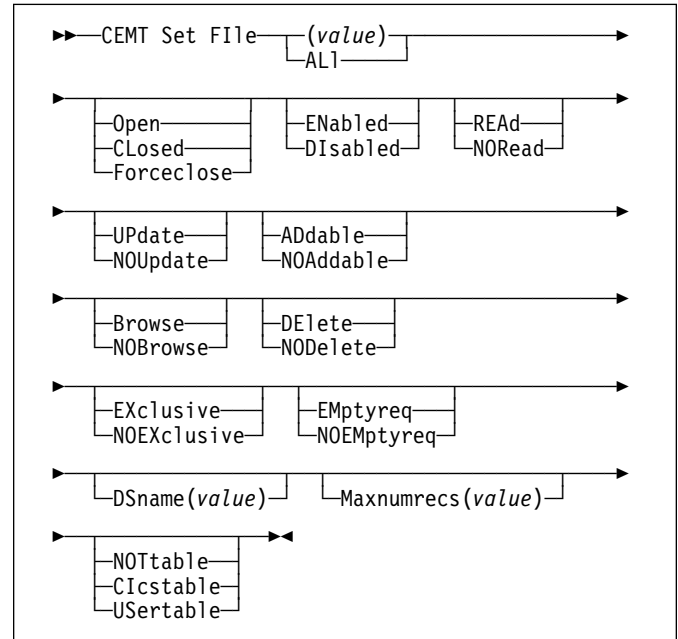 CEMT Set FIle (value)
ALl
Open ENabled REAd
CLosed DIsabled NORead
Forceclose
UPdate ADdable
NOUpdate NOAddable
Browse DElete
NOBrowse NODelete
EXclusive EMptyreq
NOEXclusive NOEMptyreq
DSname(value) Maxnumrecs(value)
NOTtable
CIcstable
USertable